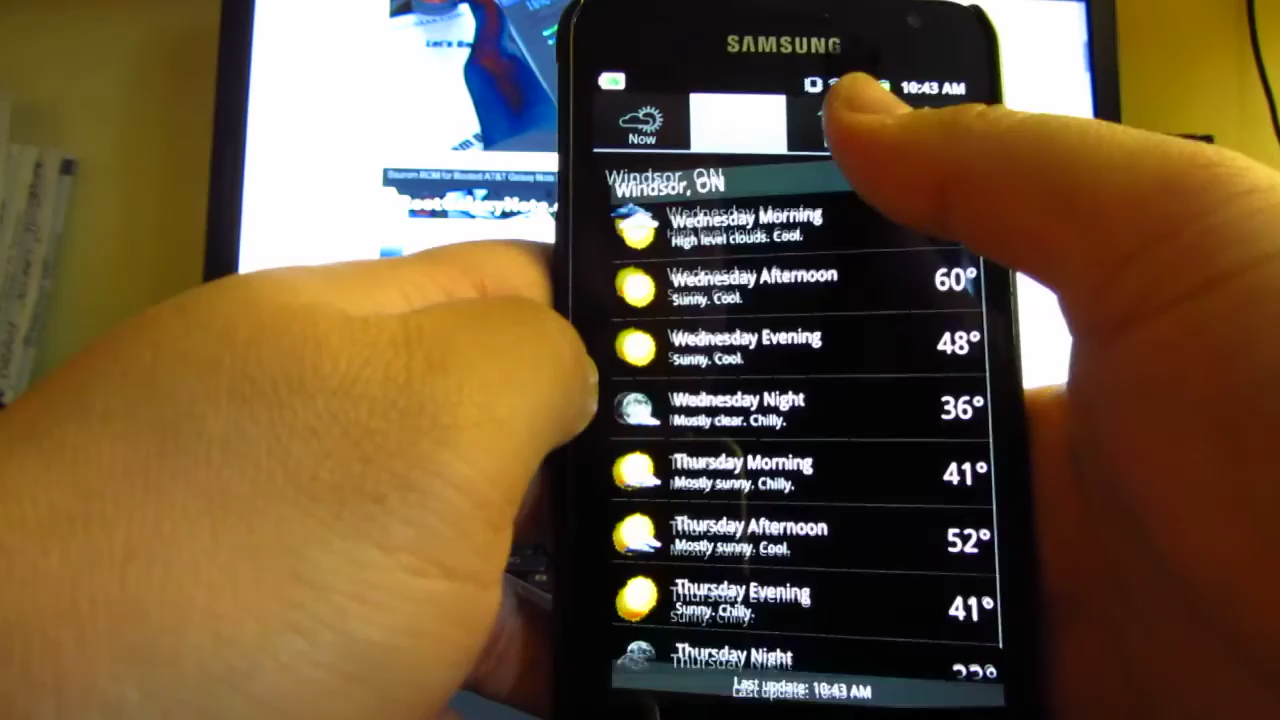 SAMSUNG
10:43 AM
Now
Windsor, ON
Wednesday Morning
High level clouds. Cool.
Wednesday Afternoon
Sunny. Cool.
60°
Wednesday Evening
Sunny. Cool.
48°
Wednesday Night
Mostly clear. Chilly.
36°
Thursday Morning
Mostly sunny. Chilly.
41°
Thursday Afternoon
Mostly sunny. Cool.
52°
Thursday Evening
Sunny. Chilly.
41°
Thursday Night
Last update: 10:43 AM